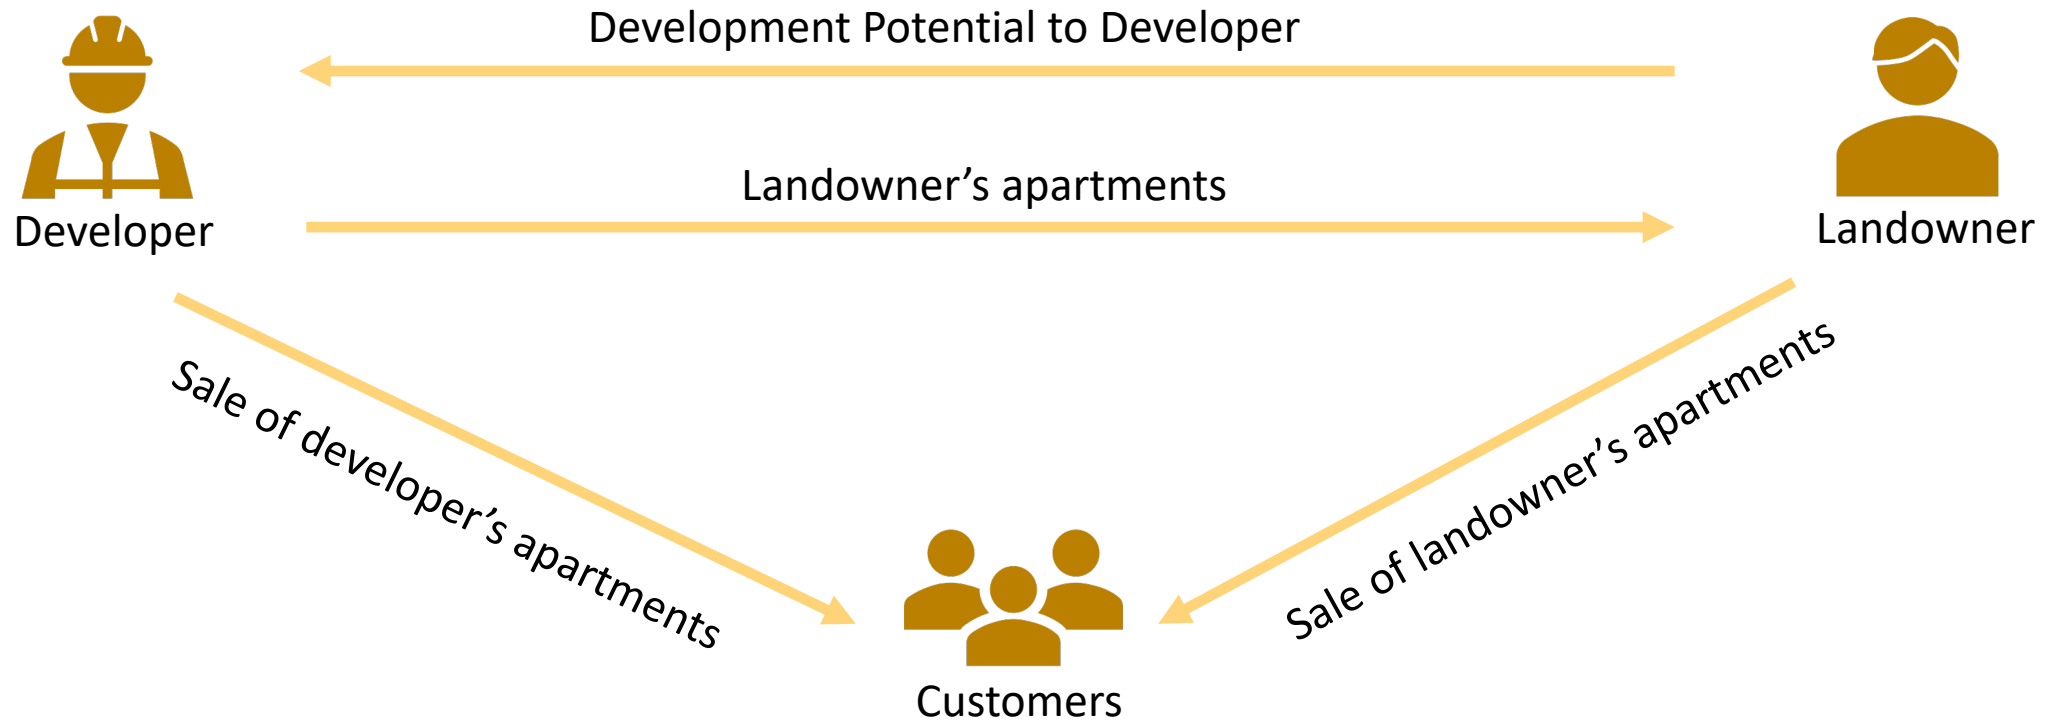 Development Potential to Developer
Landowner’s apartments
Developer
Landowner
Sale of developer’s apartments
Sale of landowner’s apartments
Customers